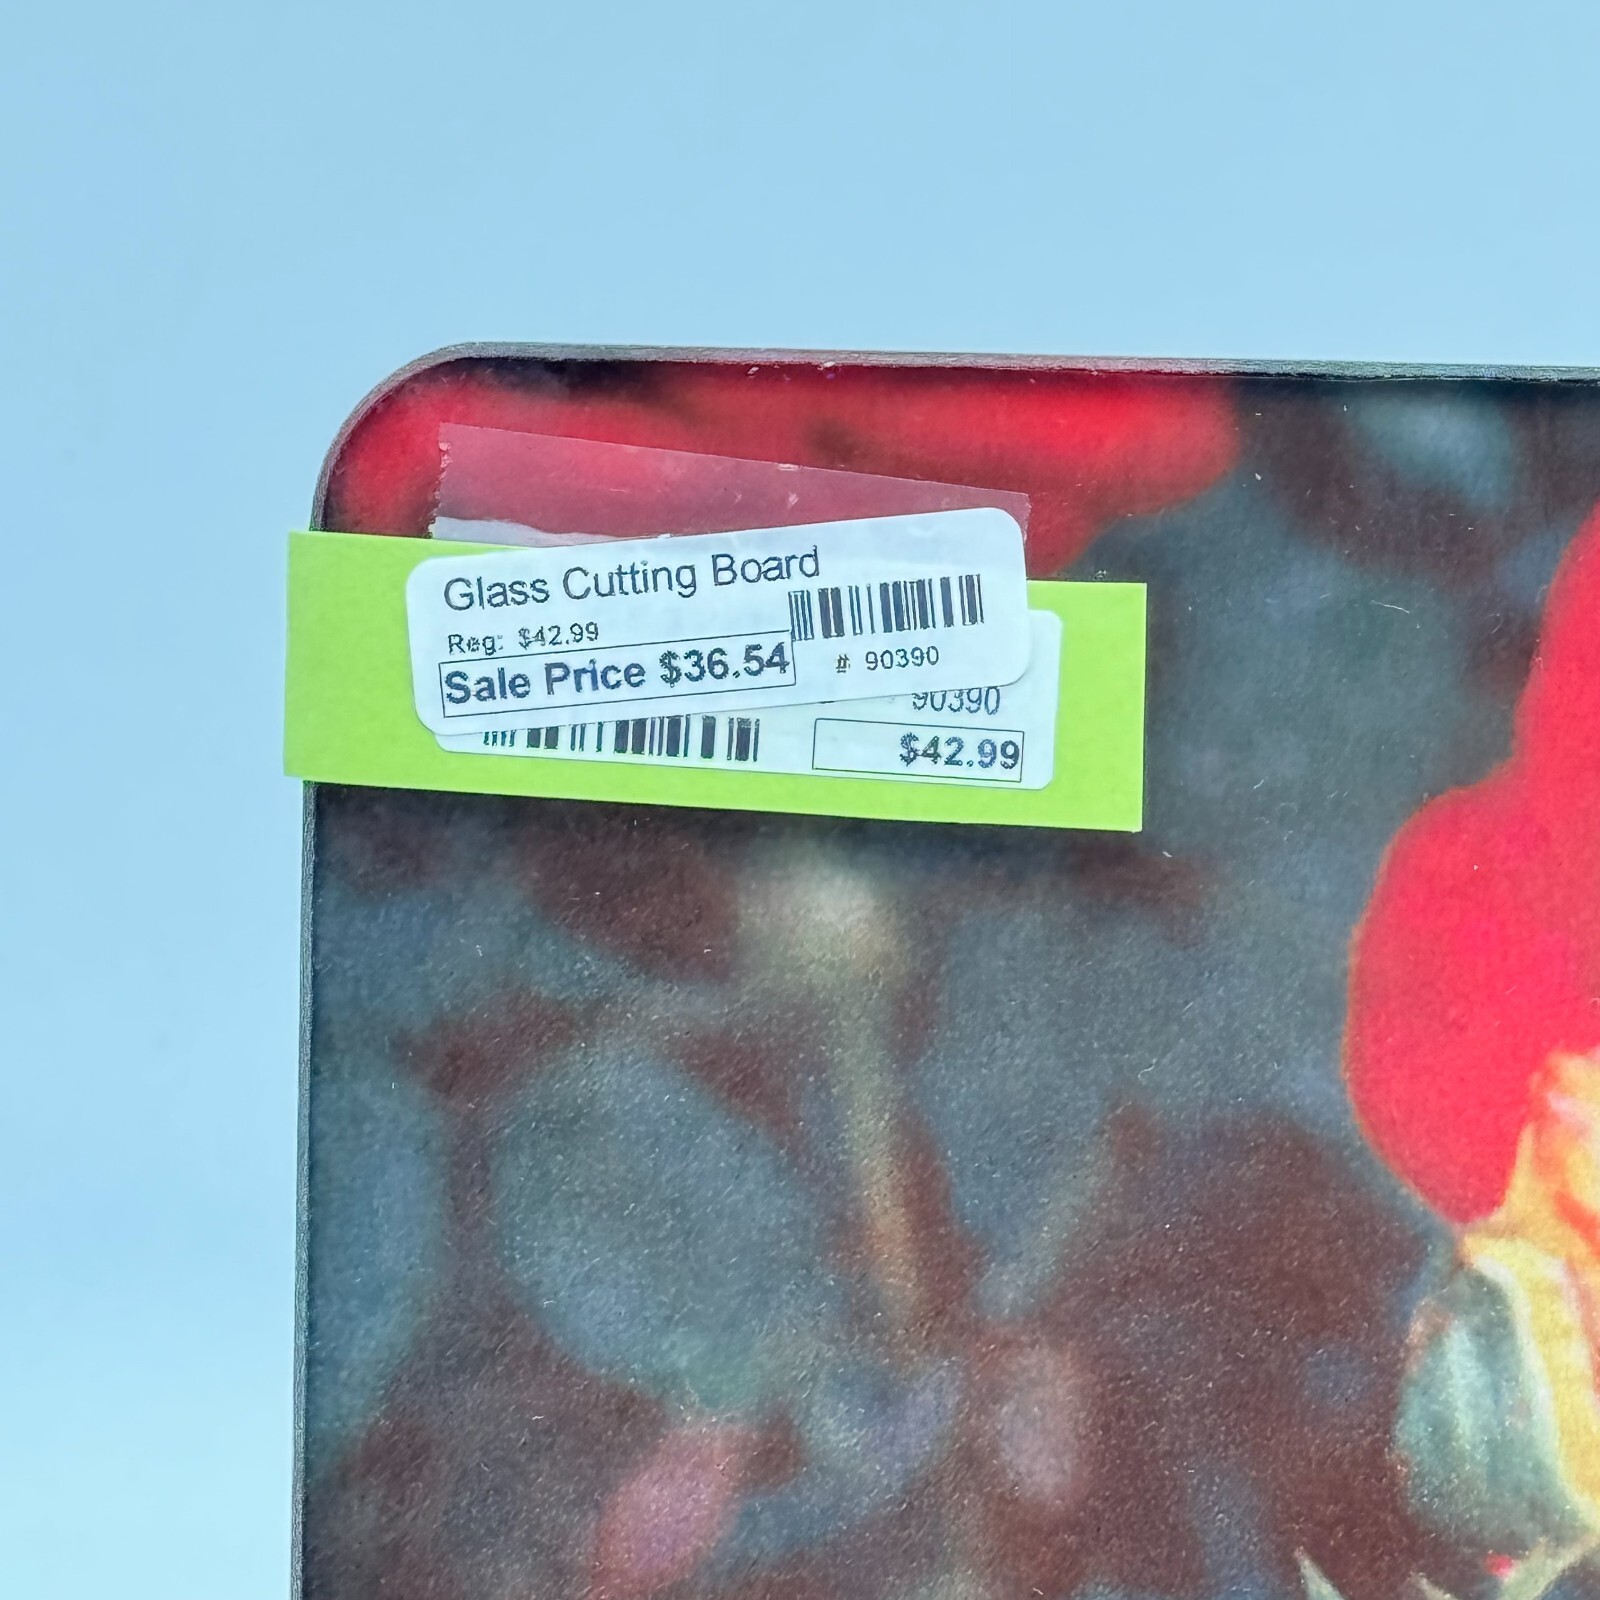 Glass Cutting Board
Reg: $42.99
Sale Price $36.54
# 90390
90390
$42.99